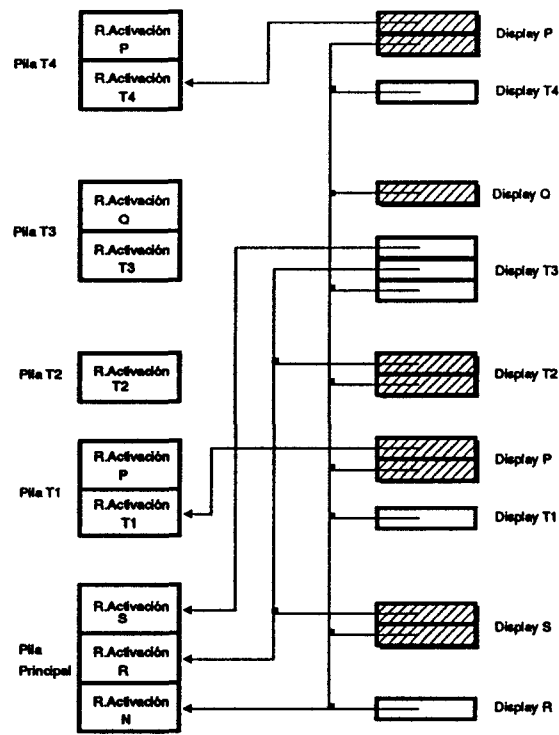 R.Activación
P
Display P
Pila T4
R.Activación
T4
Display T4
R.Activación
Q
Display Q
Pila T3
R.Activación
T3
Display T3
Pila T2
R.Activación
T2
Display T2
R.Activación
P
Display P
Pila T1
R.Activación
T1
Display T1
R.Activación
S
Display S
Pila
Principal
R.Activación
R
R.Activación
N
Display R